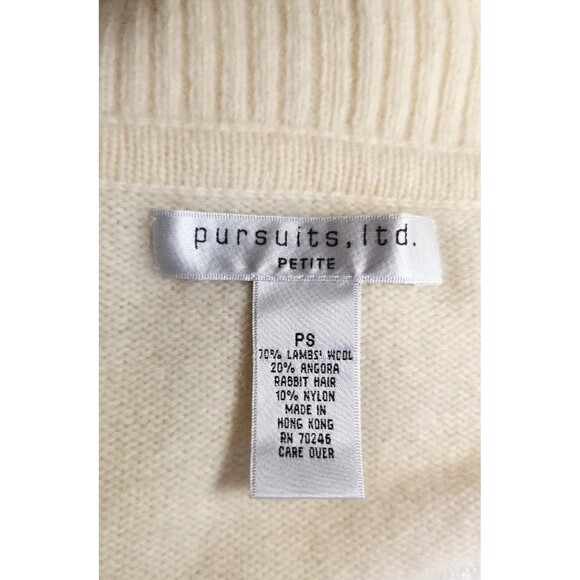 pursuits, ltd.
PETITE
PS
70% LAMBS' WOOL
20% ANGORA
RABBIT HAIR
10% NYLON
MADE IN
HONG KONG
RN 70246
CARE OVER